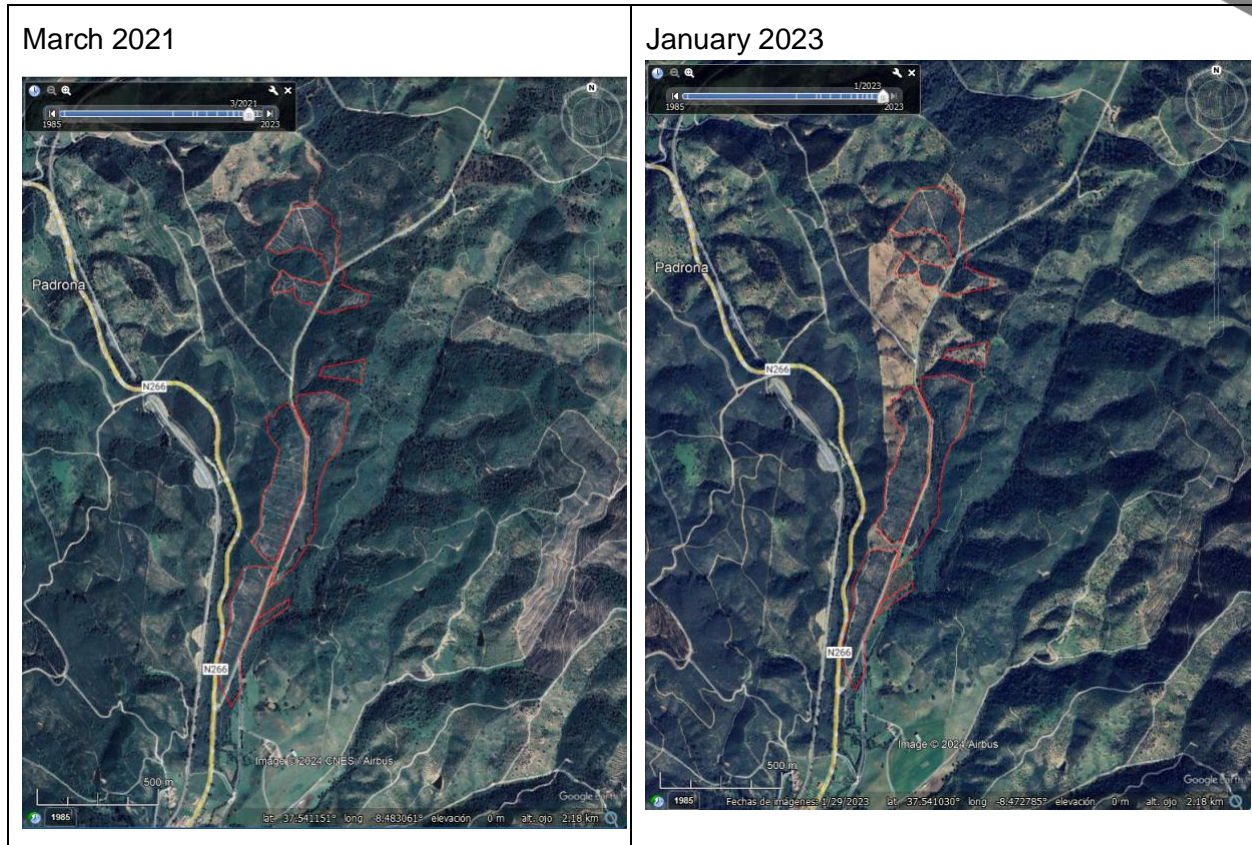 March 2021
3/2021
1985
2023
N
Padrona
N266
N266
Image © 2024 CNES / Airbus
500 m
Google Earth
1985
lat 37.541151° long -8.483061° elevación 0 m alt. ojo 2.18 km
January 2023
1/2023
1985
2023
N
Padrona
N266
N266
Image © 2024 Airbus
500 m
Google Earth
1985
Fechas de imágenes: 1/29/2023 lat 37.541030° long -8.472785° elevación 0 m alt. ojo 2.18 km